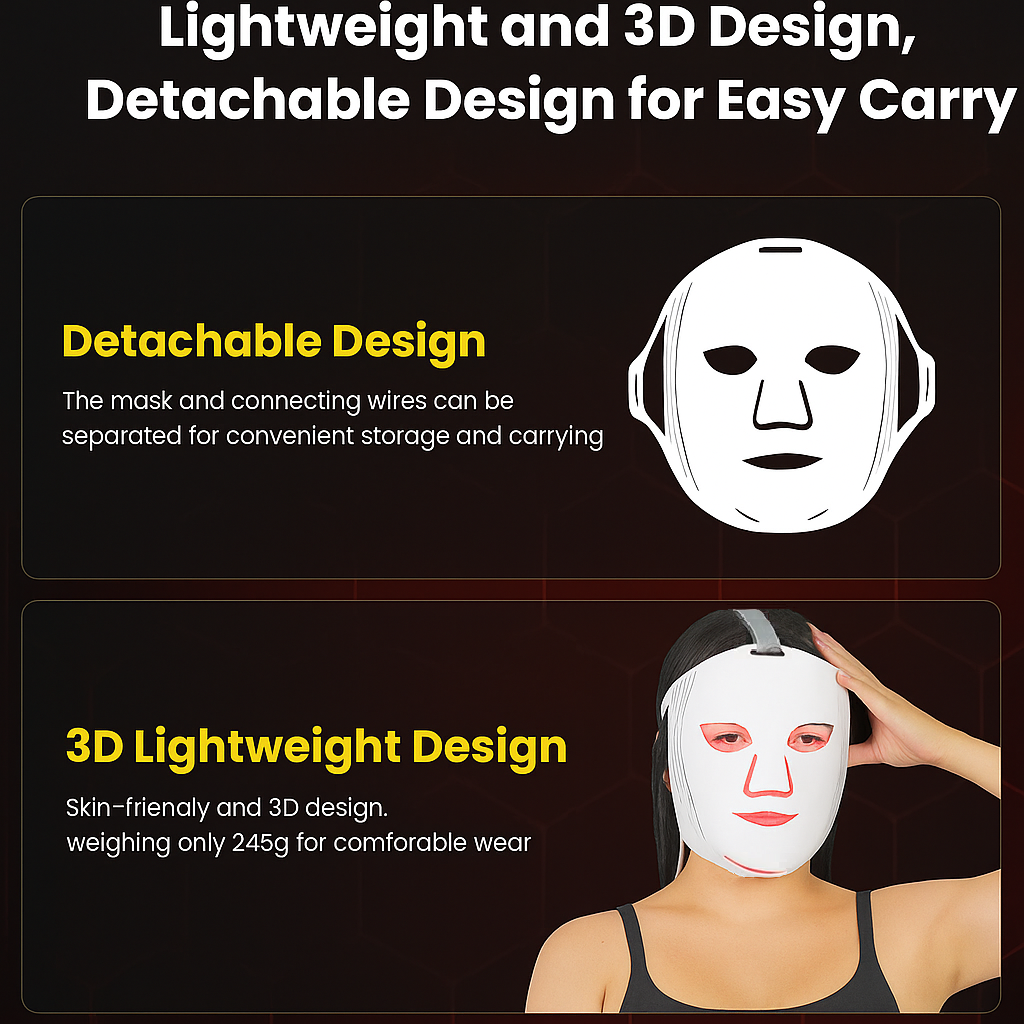 Lightweight and 3D Design,
Detachable Design for Easy Carry
Detachable Design
The mask and connecting wires can be
separated for convenient storage and carrying
3D Lightweight Design
Skin-frienaly and 3D design.
weighing only 245g for comforable wear